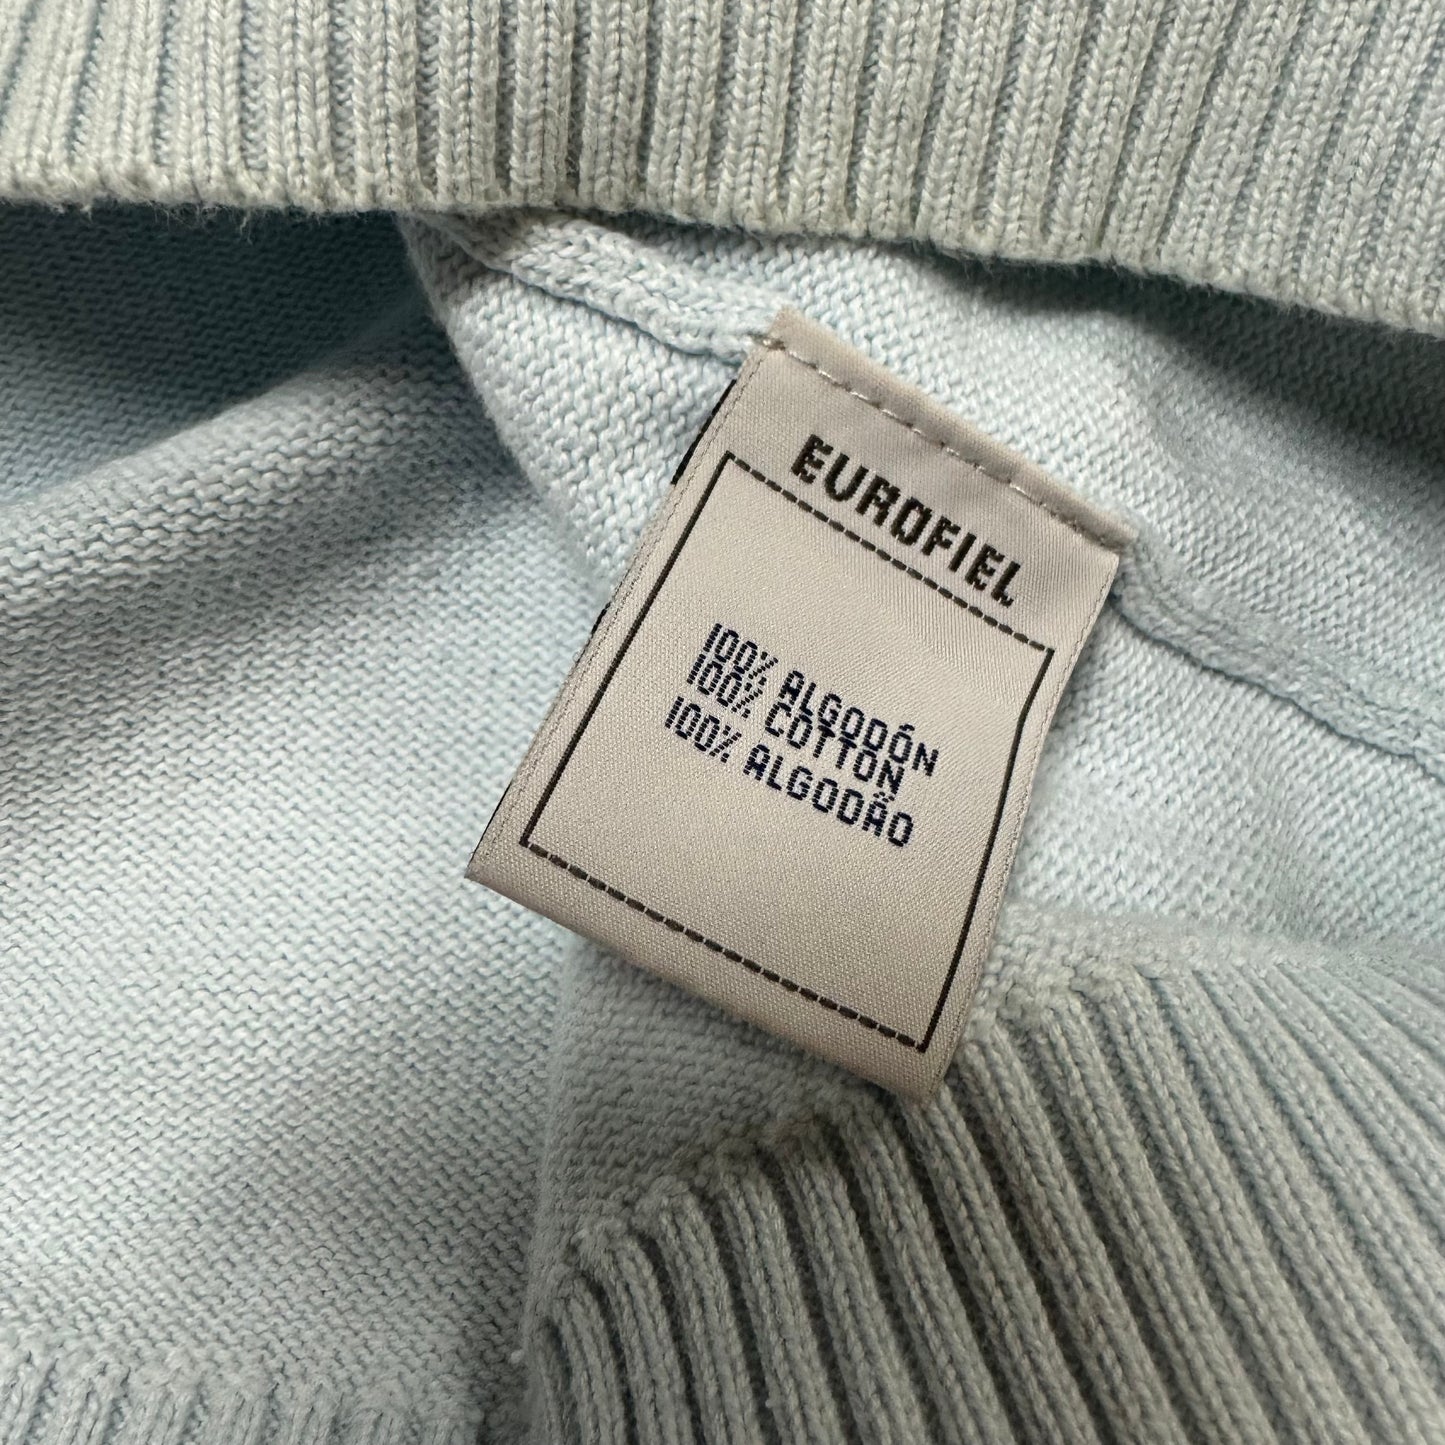 EUROFIEL
100% ALGODÓN
100% COTTON
100% ALGODÃO